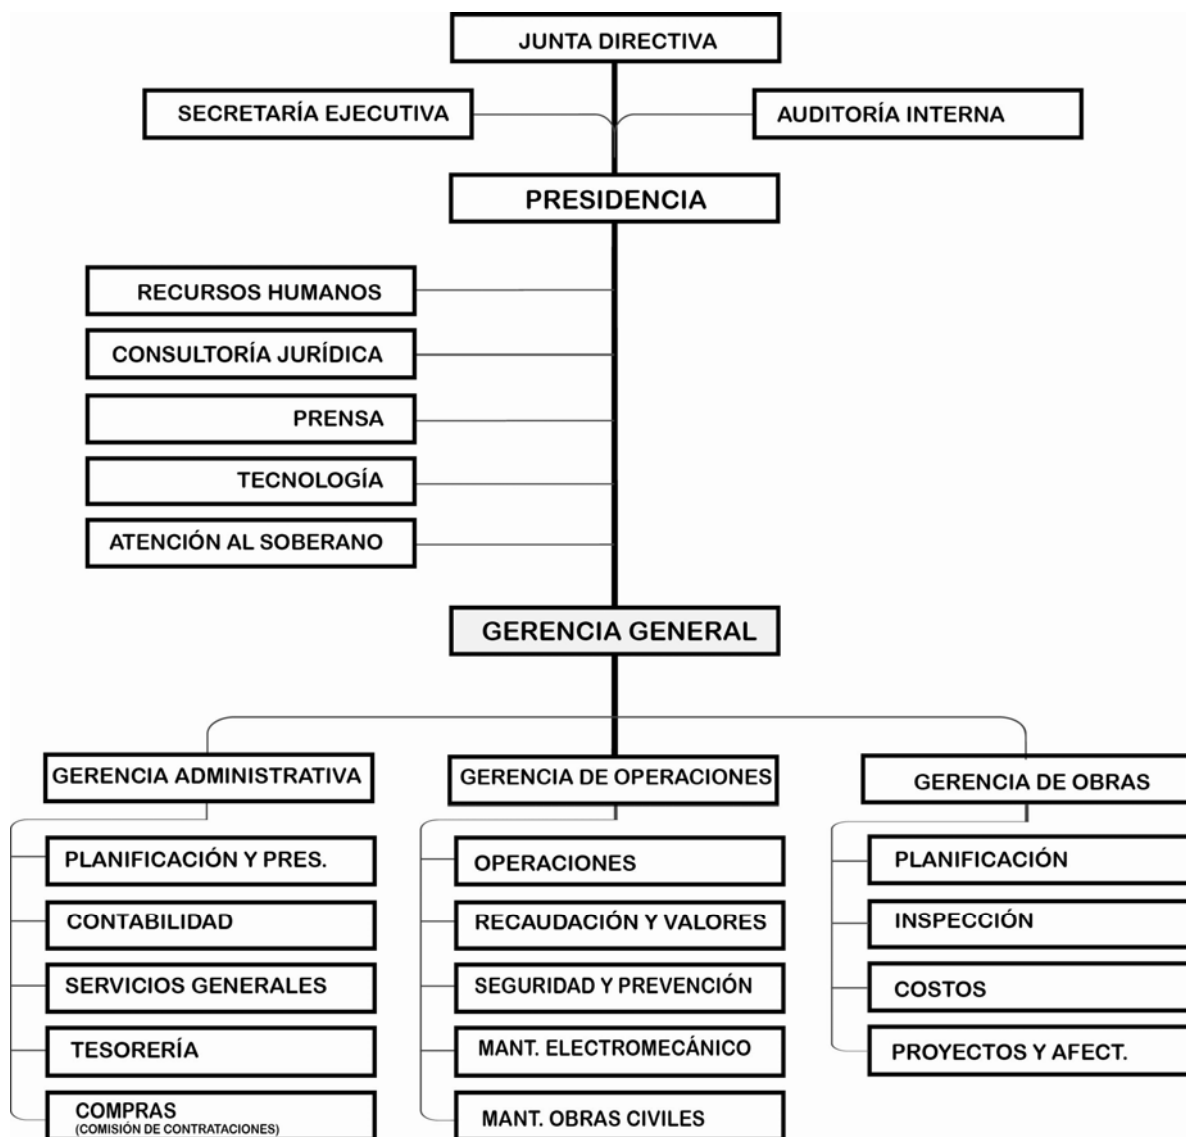 JUNTA DIRECTIVA
SECRETARÍA EJECUTIVA
AUDITORÍA INTERNA
PRESIDENCIA
RECURSOS HUMANOS
CONSULTORÍA JURÍDICA
PRENSA
TECNOLOGÍA
ATENCIÓN AL SOBERANO
GERENCIA GENERAL
GERENCIA ADMINISTRATIVA
PLANIFICACIÓN Y PRES.
CONTABILIDAD
SERVICIOS GENERALES
TESORERÍA
COMPRAS
(COMISIÓN DE CONTRATACIONES)
GERENCIA DE OPERACIONES
OPERACIONES
RECAUDACIÓN Y VALORES
SEGURIDAD Y PREVENCIÓN
MANT. ELECTROMECÁNICO
MANT. OBRAS CIVILES
GERENCIA DE OBRAS
PLANIFICACIÓN
INSPECCIÓN
COSTOS
PROYECTOS Y AFECT.